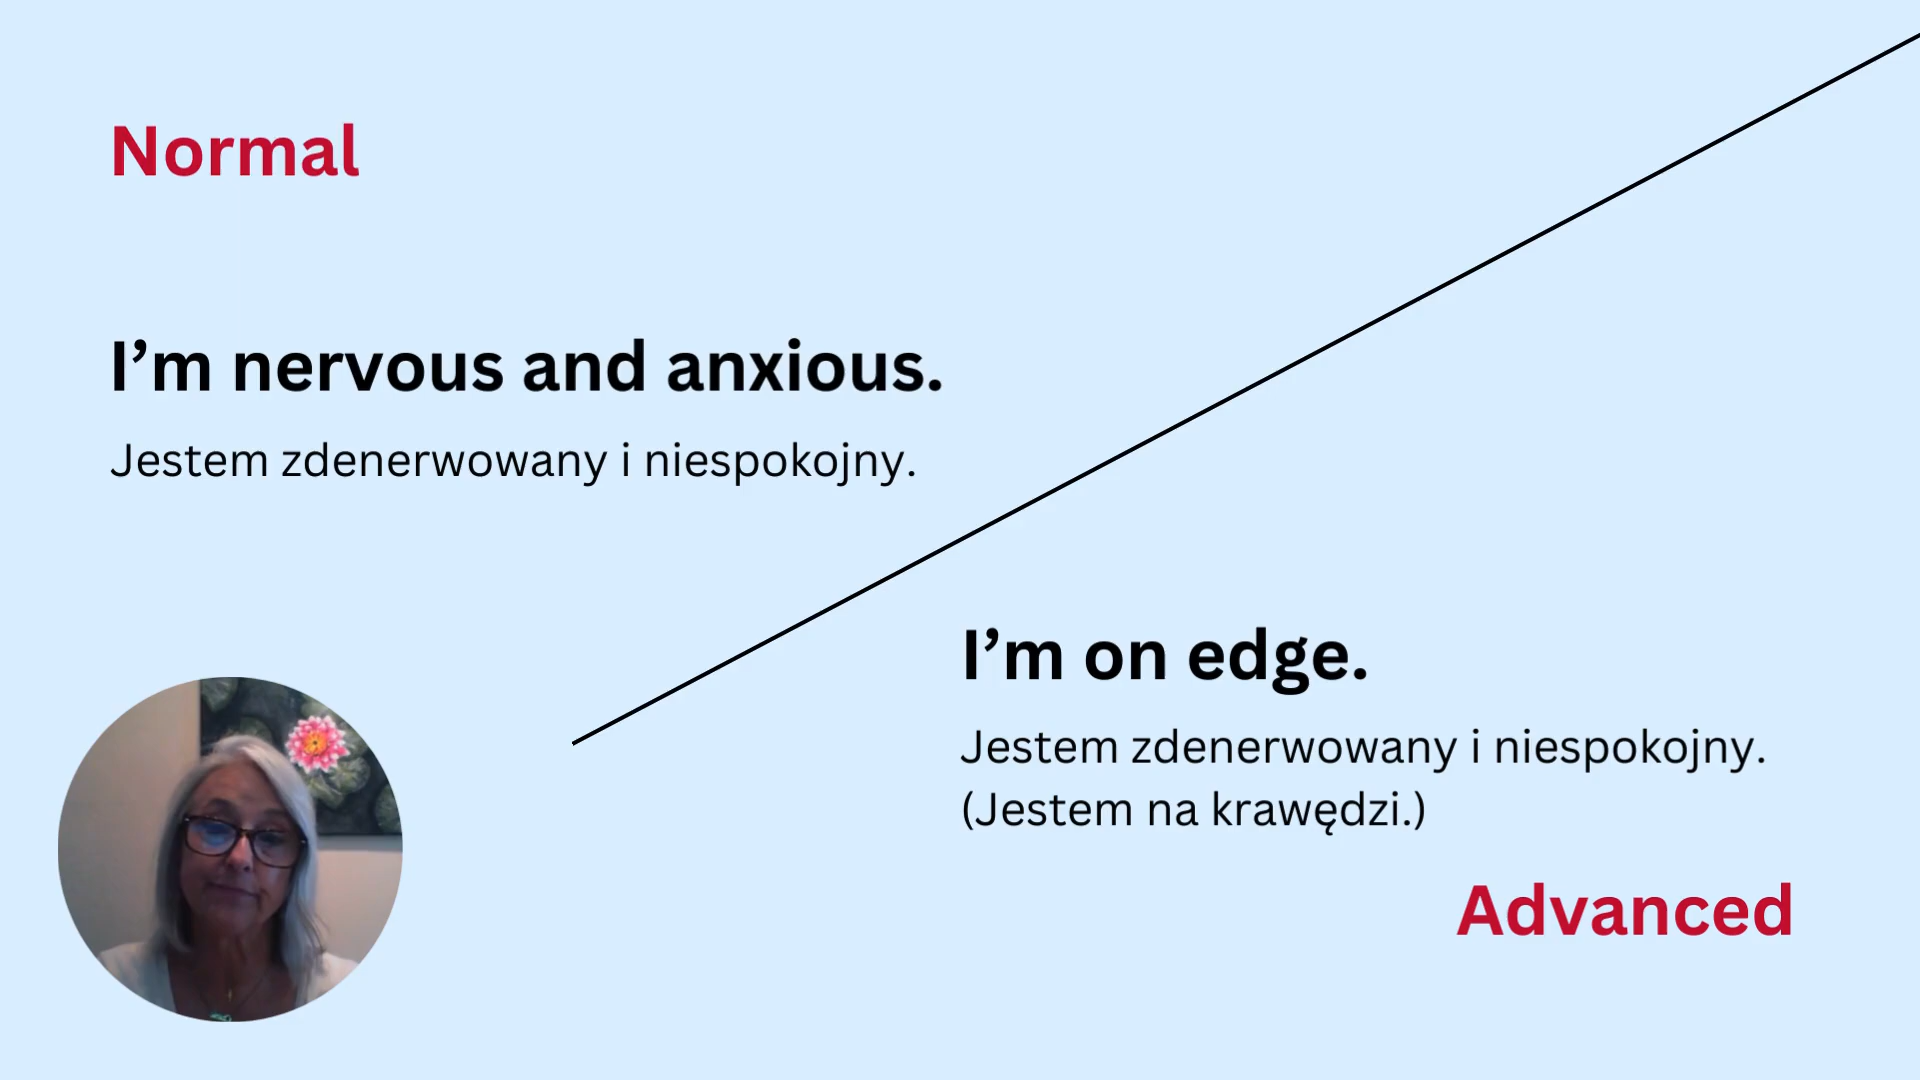 Normal
I’m nervous and anxious.
Jestem zdenerwowany i niespokojny.
I’m on edge.
Jestem zdenerwowany i niespokojny.
(Jestem na krawędzi.)
Advanced